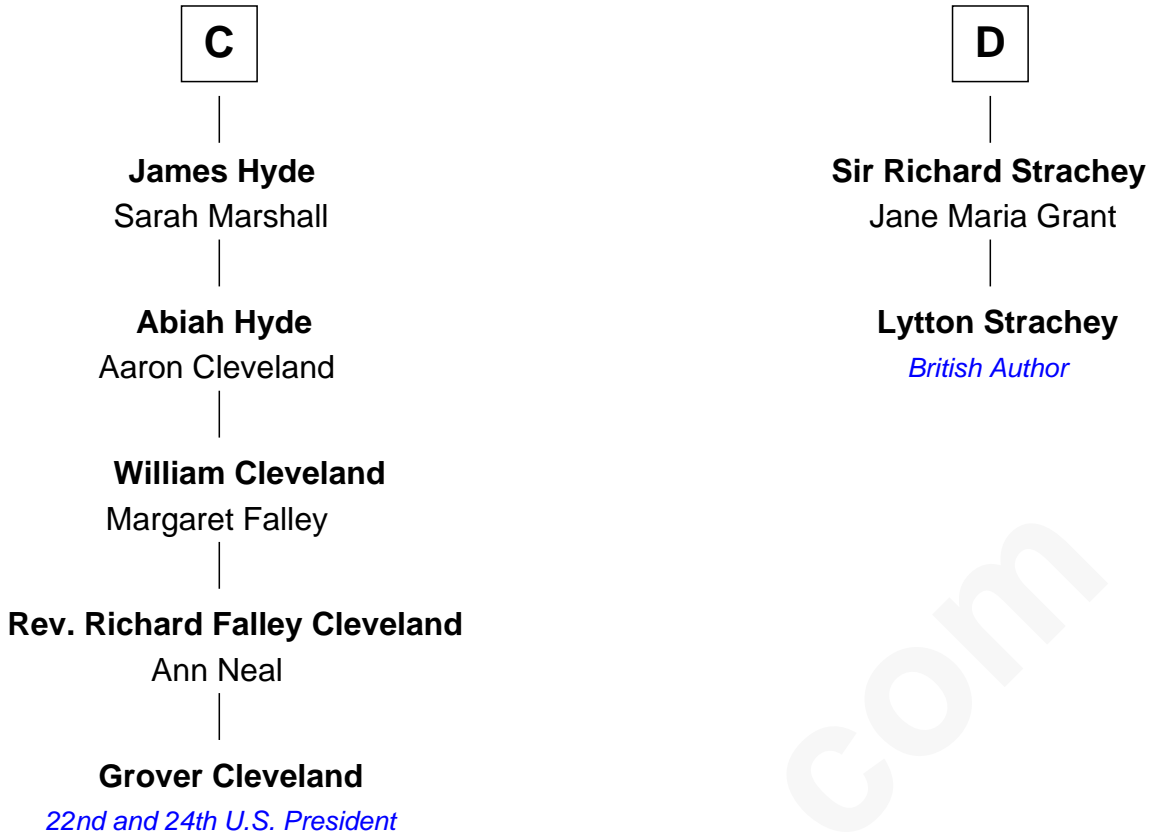 C
James Hyde
Sarah Marshall
Abiah Hyde
Aaron Cleveland
William Cleveland
Margaret Falley
Rev. Richard Falley Cleveland
Ann Neal
Grover Cleveland
22nd and 24th U.S. President
D
Sir Richard Strachey
Jane Maria Grant
Lytton Strachey
British Author
com